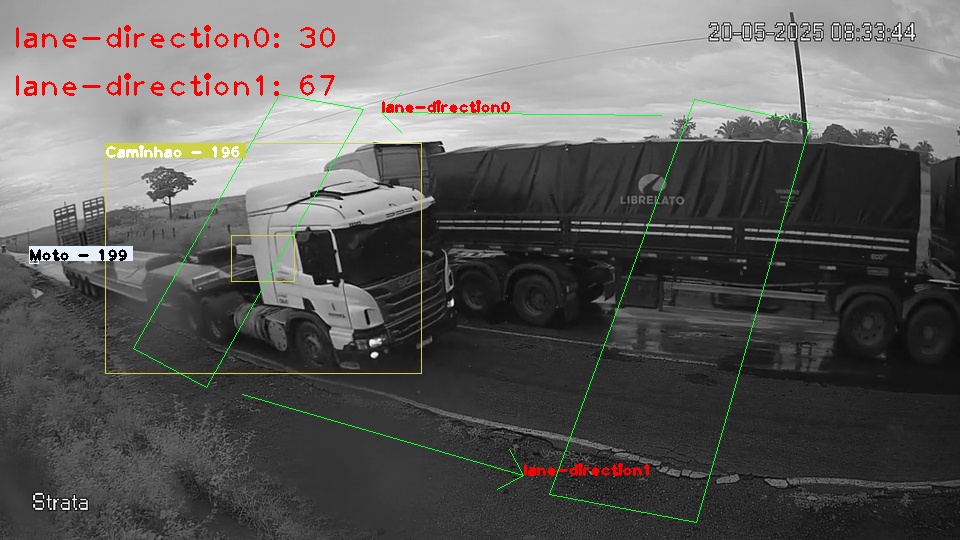 lane-direction0: 30
20-05-2025 08:33:44
lane-direction1: 67
lane-direction0
Caminhao - 196
LIBRELATO
Moto - 199
lane-direction1
Strata